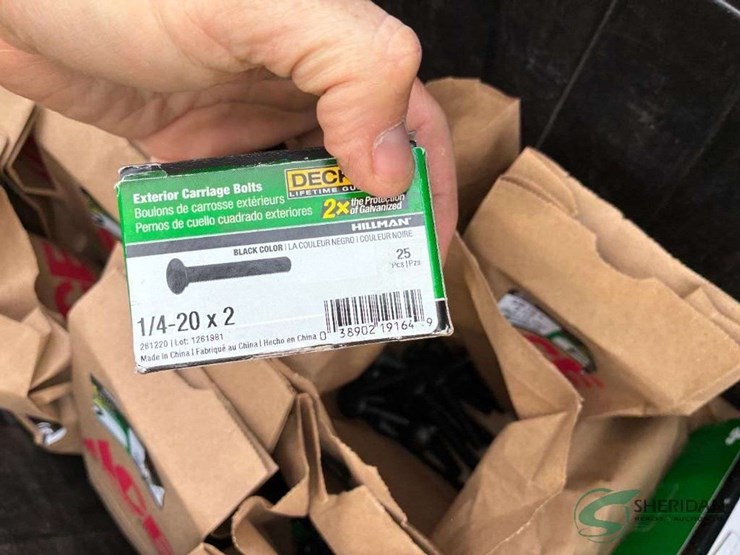 Exterior Carriage Bolts
Boulons de carrosse extérieurs
Pernos de cuello cuadrado exteriores
DECK
LIFETIME
2x the Protection
of Galvanized
HILLMAN
BLACK COLOR | LA COULEUR NEGRO | COULEUR NOIRE
25
Pcs | Pzs
1/4-20 x 2
281220 | Lot: 1261981
Made in China | Fabriqué au China | Hecho en China
0 38902 19164 9
SHERIDAN